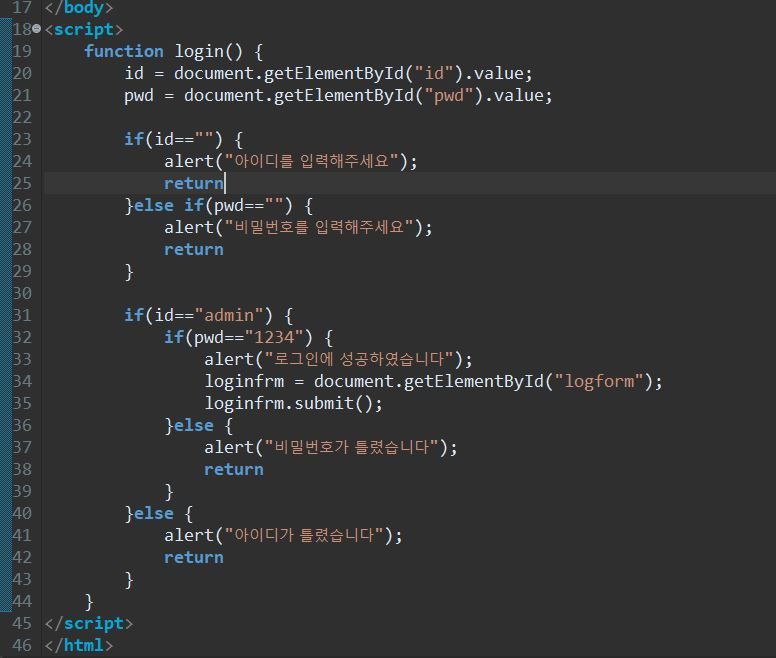 17 </body>
18 <script>
19     function login() {
20         id = document.getElementById("id").value;
21         pwd = document.getElementById("pwd").value;
22
23         if(id=="") {
24             alert("아이디를 입력해주세요");
25             return
26         }else if(pwd=="") {
27             alert("비밀번호를 입력해주세요");
28             return
29         }
30
31         if(id=="admin") {
32             if(pwd=="1234") {
33                 alert("로그인에 성공하였습니다");
34                 loginfrm = document.getElementById("logform");
35                 loginfrm.submit();
36             }else {
37                 alert("비밀번호가 틀렸습니다");
38                 return
39             }
40         }else {
41             alert("아이디가 틀렸습니다");
42             return
43         }
44     }
45 </script>
46 </html>